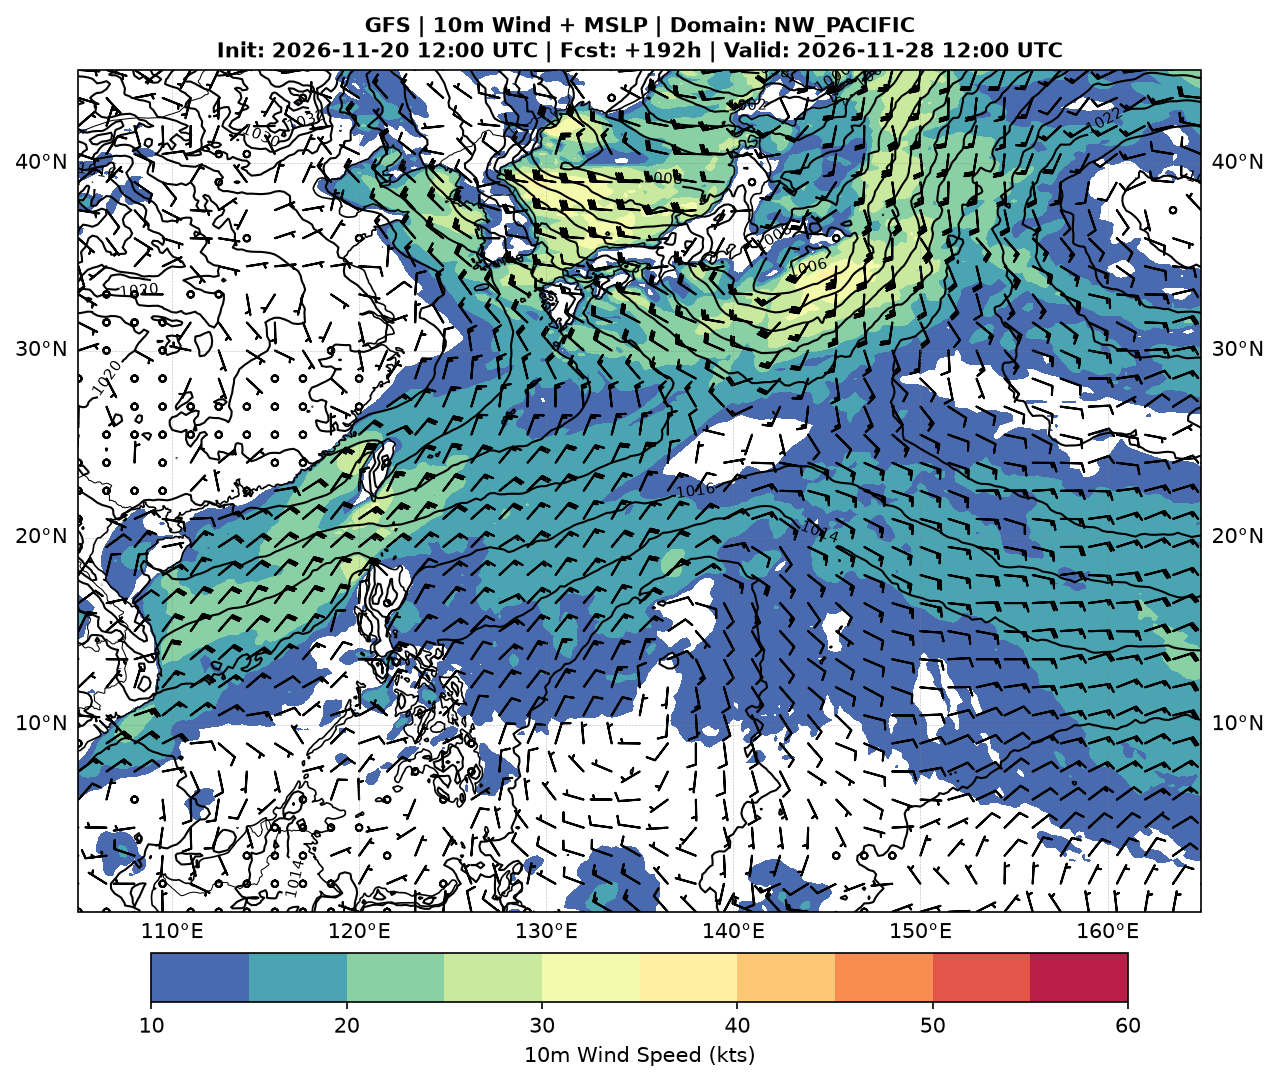 GFS | 10m Wind + MSLP | Domain: NW_PACIFIC
Init: 2026-11-20 12:00 UTC | Fcst: +192h | Valid: 2026-11-28 12:00 UTC
1022
1006
1020
1020
1016
1014
1014
40°N
40°N
30°N
30°N
20°N
20°N
10°N
10°N
110°E
120°E
130°E
140°E
150°E
160°E
10
20
30
40
50
60
10m Wind Speed (kts)